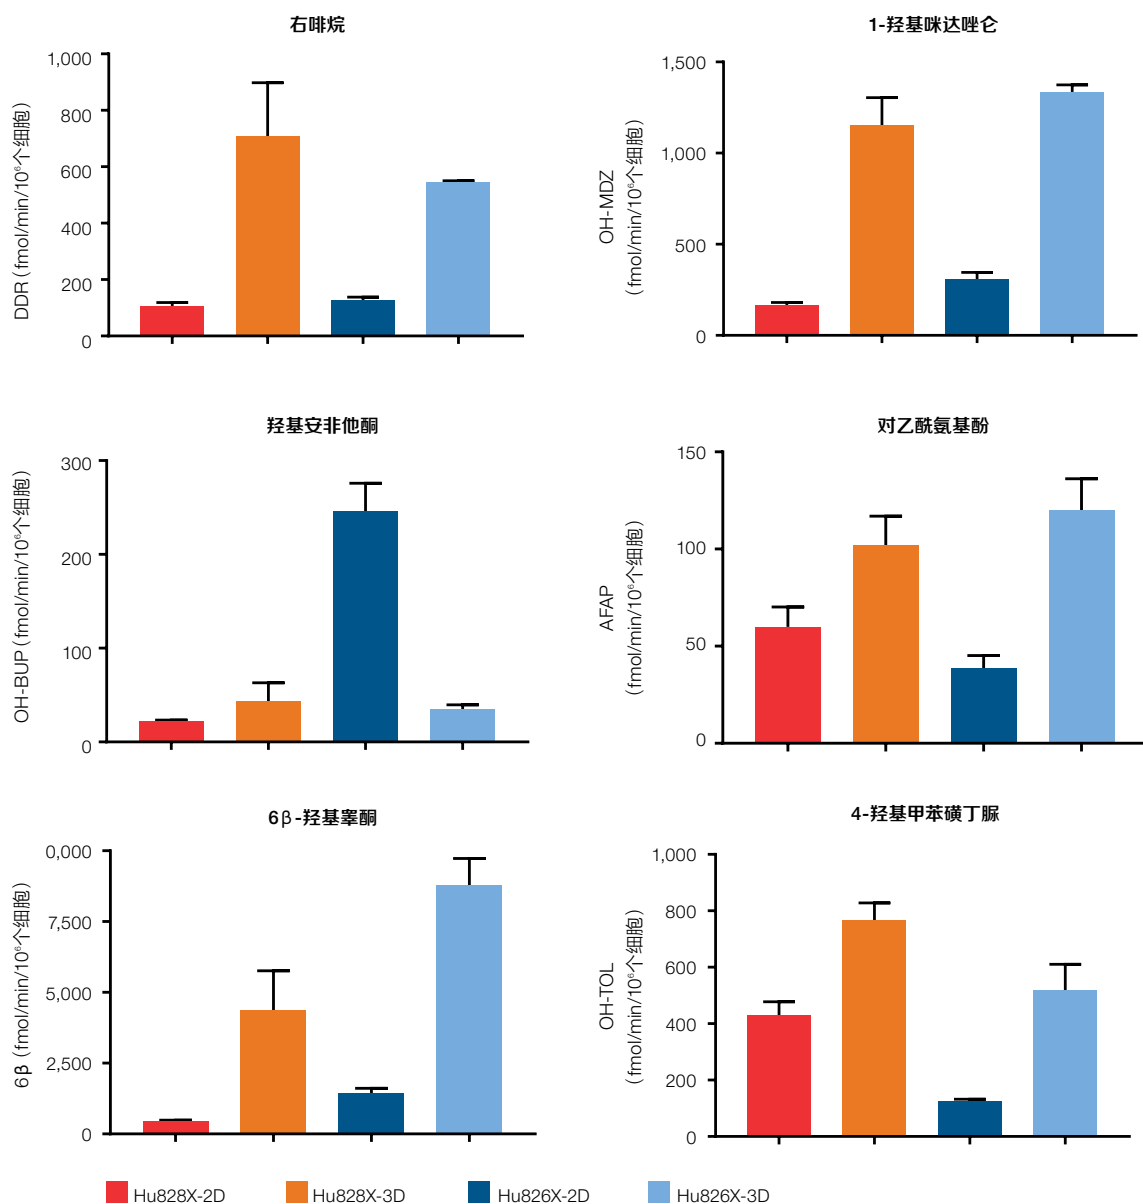 右啡烷
DDR (fmol/min/10⁶个细胞)
1,000
800
600
400
200
0
1-羟基咪达唑仑
OH-MDZ
(fmol/min/10⁶个细胞)
1,500
1,000
500
0
羟基安非他酮
OH-BUP (fmol/min/10⁶个细胞)
300
200
100
0
对乙酰氨基酚
AFAP
(fmol/min/10⁶个细胞)
150
100
50
0
6β-羟基睾酮
6β (fmol/min/10⁶个细胞)
0,000
7,500
5,000
2,500
0
4-羟基甲苯磺丁脲
OH-TOL
(fmol/min/10⁶个细胞)
1,000
800
600
400
200
0
Hu828X-2D
Hu828X-3D
Hu826X-2D
Hu826X-3D